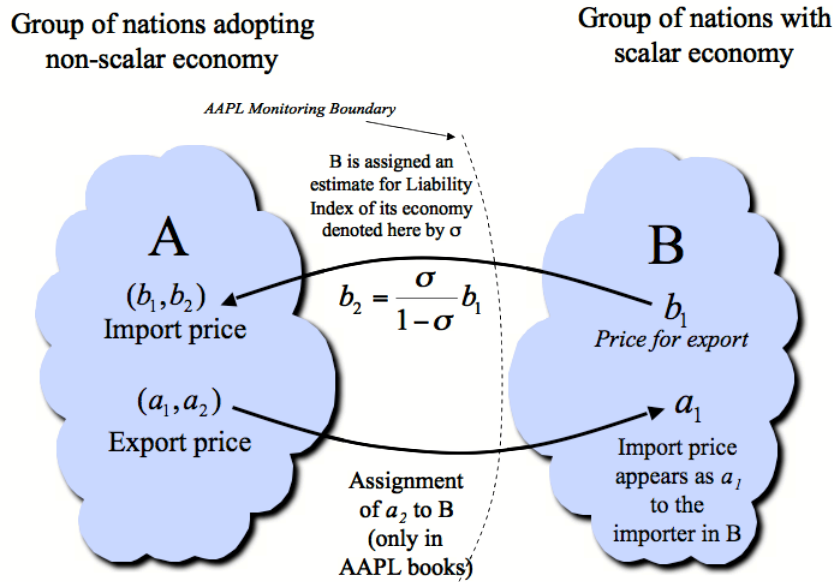 Group of nations adopting
non-scalar economy
Group of nations with
scalar economy
AAPL Monitoring Boundary
B is assigned an
estimate for Liability
Index of its economy
denoted here by σ
A
(b₁,b₂)
Import price
b₂ = σ/(1−σ) b₁
B
b₁
Price for export
(a₁,a₂)
Export price
a₁
Import price
appears as a₁
to the
importer in B
Assignment
of a₂ to B
(only in
AAPL books)